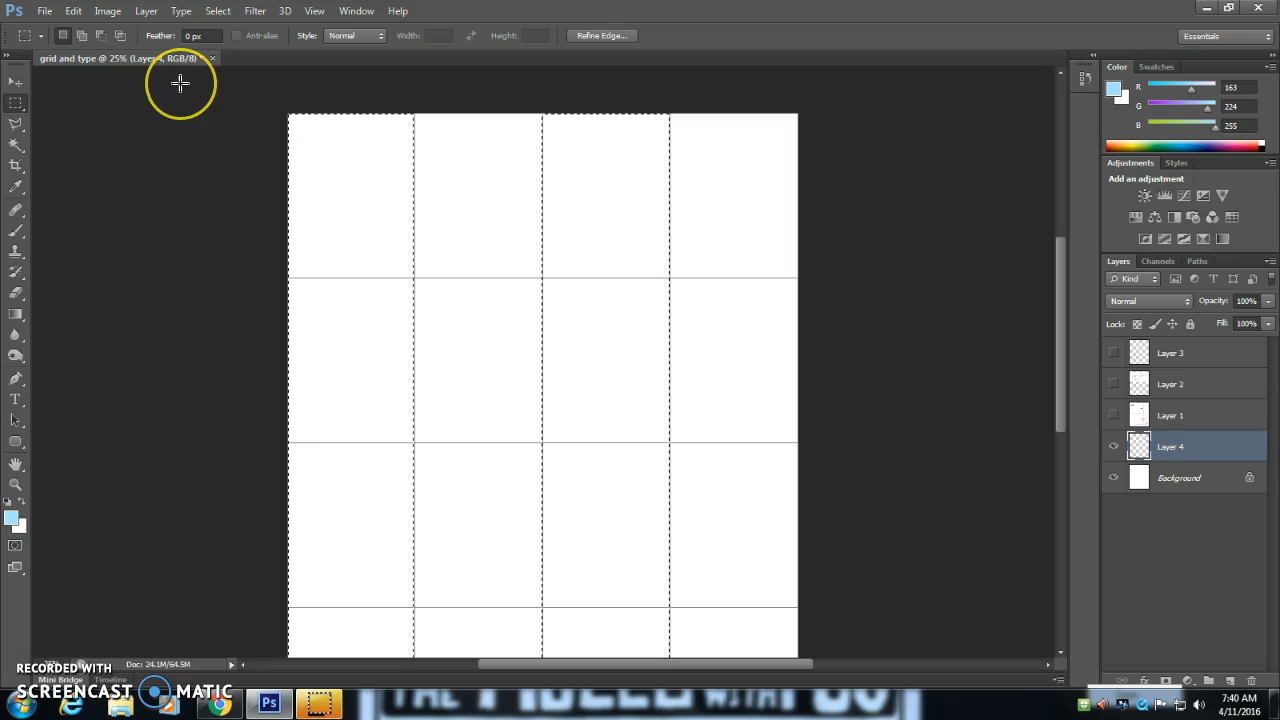 Ps File Edit Image Layer Type Select Filter 3D View Window Help
Feather: 0 px Anti-alias Style: Normal Width: Height: Refine Edge... Essentials
grid and type @ 25% (Layer 4, RGB/8) ×
Color Swatches
R 163
G 224
B 255
Adjustments Styles
Add an adjustment
Layers Channels Paths
Kind
Normal Opacity: 100%
Lock: Fill: 100%
Layer 3
Layer 2
Layer 1
Layer 4
Background
Doc: 24.1M/64.5M
Mini Bridge Timeline
RECORDED WITH
SCREENCAST MATIC
Ps
7:40 AM
4/11/2016